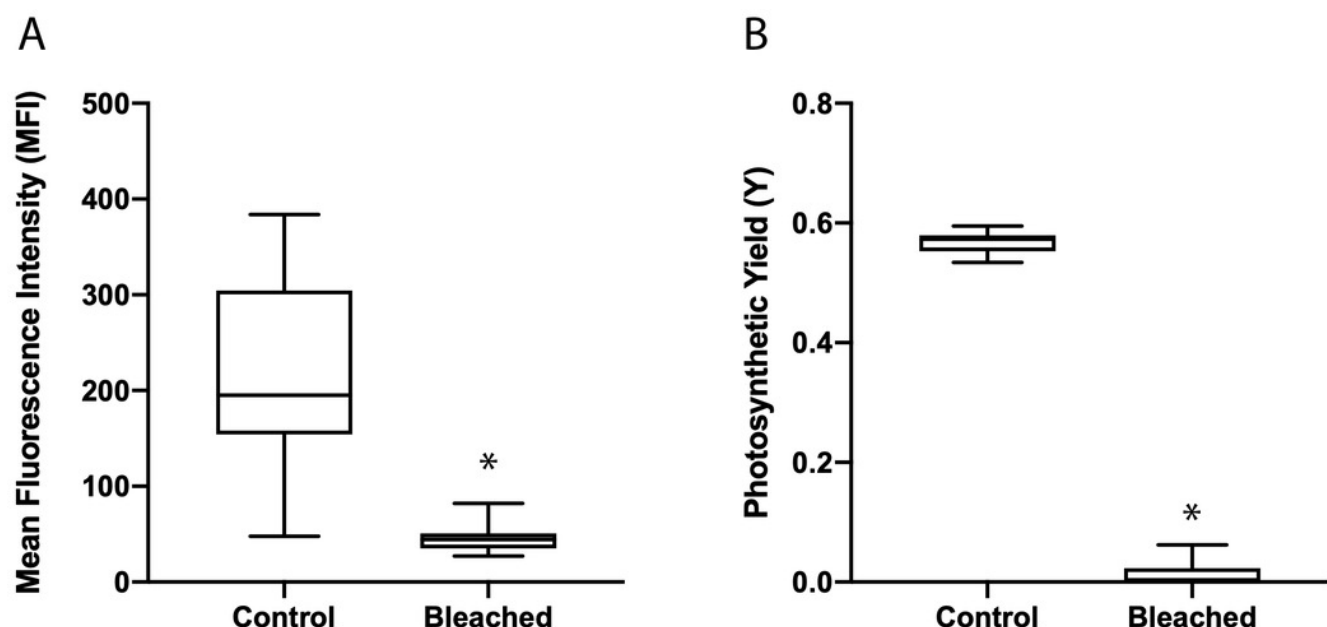 A
Mean Fluorescence Intensity (MFI)
500
400
300
200
100
0
*
Control
Bleached
B
Photosynthetic Yield (Y)
0.8
0.6
0.4
0.2
0.0
*
Control
Bleached